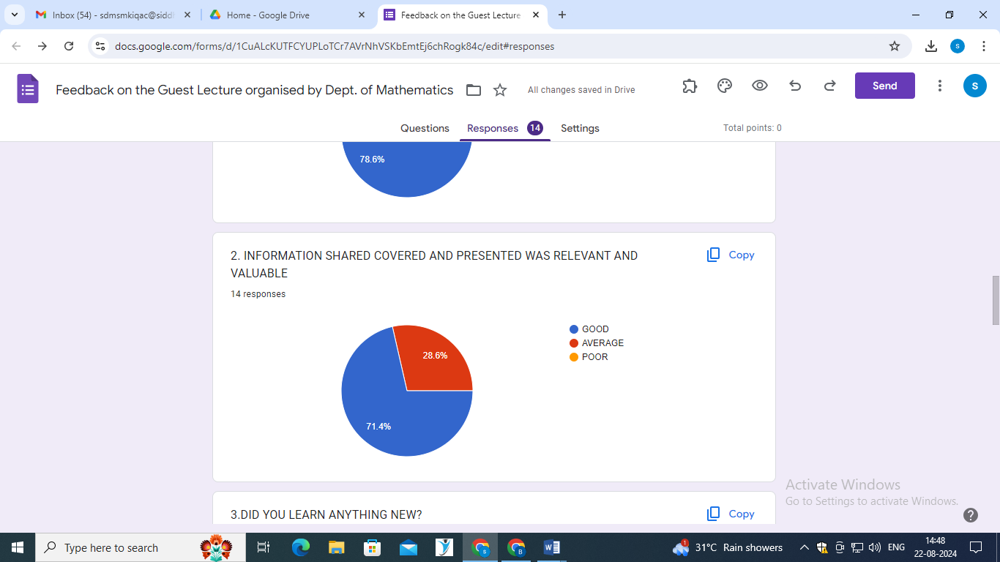 Inbox (54) - sdmsmkiqac@sidd
Home - Google Drive
Feedback on the Guest Lecture
docs.google.com/forms/d/1CuALcKUTFCYUPLoTCr7AVrNhVSKbEmtEj6chRogk84c/edit#responses
S
Feedback on the Guest Lecture organised by Dept. of Mathematics
All changes saved in Drive
Send
S
Questions
Responses 14
Settings
Total points: 0
78.6%
2. INFORMATION SHARED COVERED AND PRESENTED WAS RELEVANT AND
VALUABLE
Copy
14 responses
GOOD
AVERAGE
POOR
28.6%
71.4%
3.DID YOU LEARN ANYTHING NEW?
Copy
Activate Windows
Go to Settings to activate Windows.
Type here to search
31°C Rain showers
ENG
14:48
22-08-2024